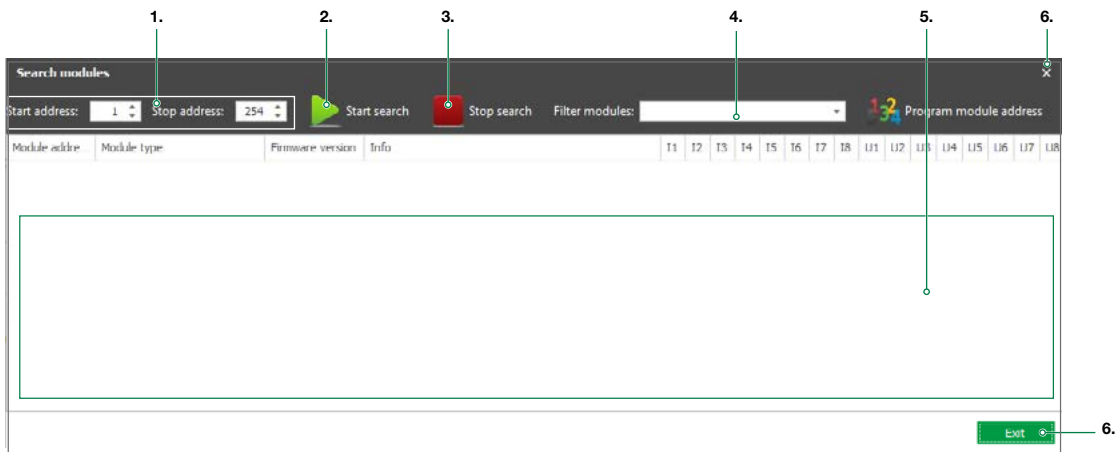 1. 2. 3. 4. 5. 6.
Search modules ×
Start address: 1 Stop address: 254 Start search Stop search Filter modules: 1234 Program module address
Module addre... Module type Firmware version Info I1 I2 I3 I4 I5 I6 I7 I8 U1 U2 U3 U4 U5 U6 U7 U8
Exit 6.